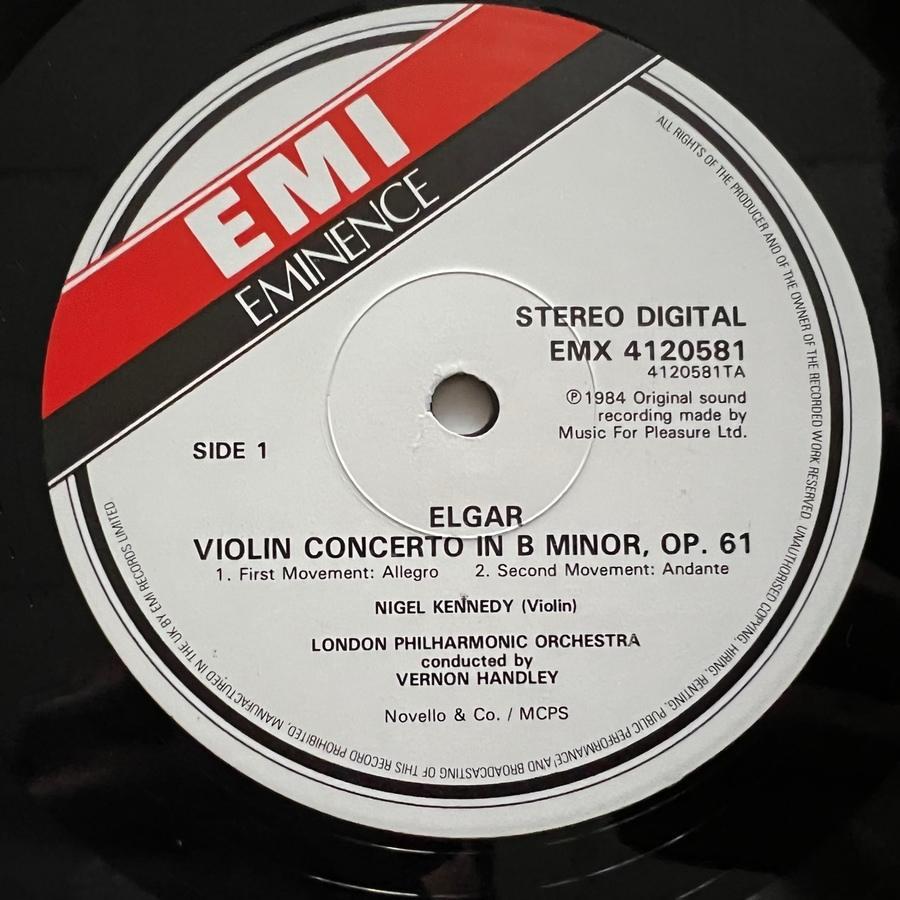 EMI
EMINENCE
STEREO DIGITAL
EMX 4120581
4120581TA
℗1984 Original sound
recording made by
Music For Pleasure Ltd.
SIDE 1
ELGAR
VIOLIN CONCERTO IN B MINOR, OP. 61
1. First Movement: Allegro 2. Second Movement: Andante
NIGEL KENNEDY (Violin)
LONDON PHILHARMONIC ORCHESTRA
conducted by
VERNON HANDLEY
Novello & Co. / MCPS
ALL RIGHTS OF THE PRODUCER AND OF THE OWNER OF THE RECORDED WORK RESERVED. UNAUTHORISED COPYING, HIRING, RENTING, PUBLIC PERFORMANCE AND BROADCASTING OF THIS RECORD PROHIBITED. MANUFACTURED IN THE UK BY EMI RECORDS LIMITED.